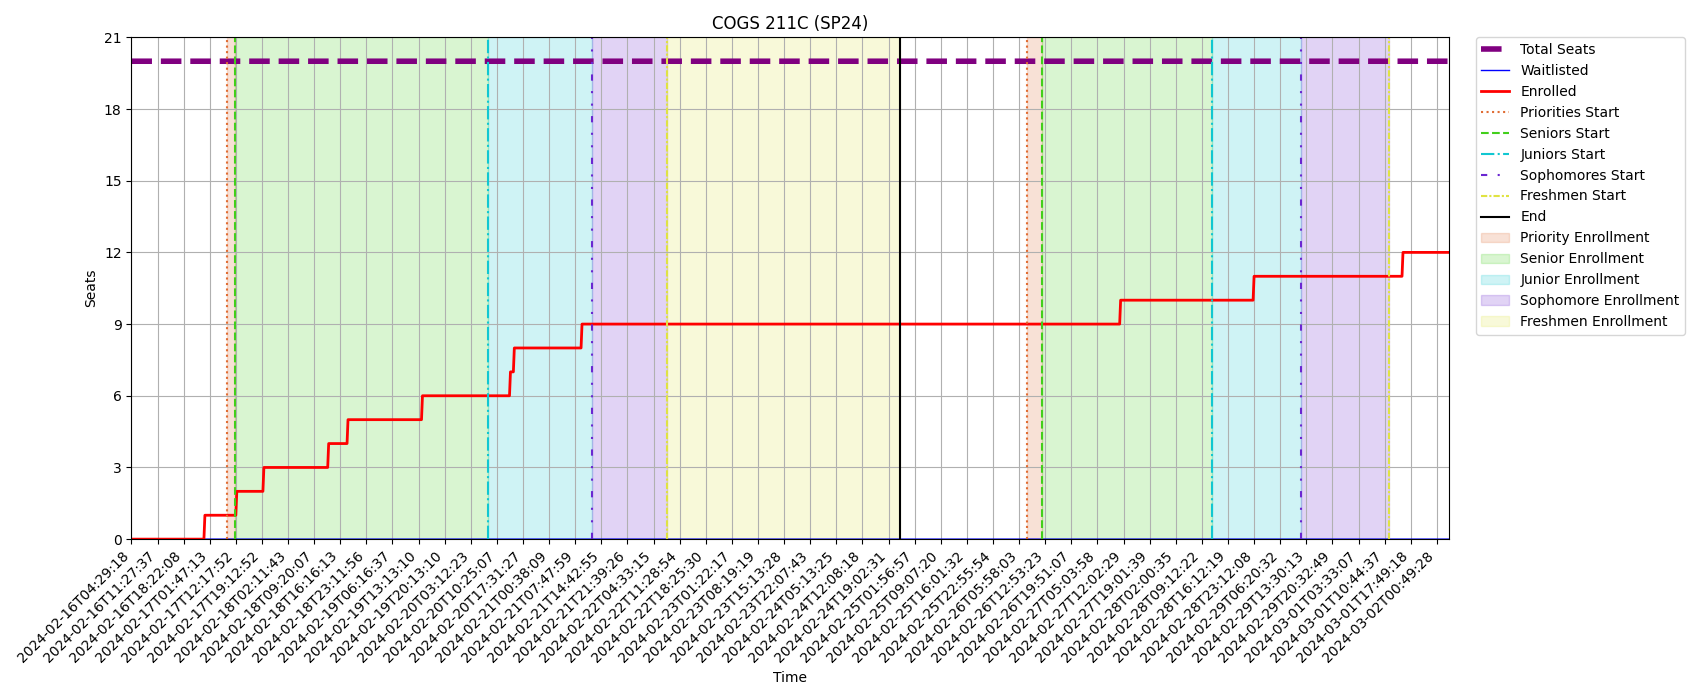 COGS 211C (SP24)
21
18
15
12
9
6
3
0
Seats
2024-02-16T04:29:18
2024-02-16T11:27:37
2024-02-16T18:22:08
2024-02-17T01:47:13
2024-02-17T12:17:52
2024-02-17T19:12:52
2024-02-18T02:11:43
2024-02-18T09:20:07
2024-02-18T16:16:13
2024-02-18T23:11:56
2024-02-19T06:16:37
2024-02-19T13:13:10
2024-02-19T20:13:10
2024-02-20T03:12:23
2024-02-20T10:25:07
2024-02-20T17:31:27
2024-02-21T00:38:09
2024-02-21T07:47:59
2024-02-21T14:42:55
2024-02-21T21:39:26
2024-02-22T04:33:15
2024-02-22T11:28:54
2024-02-22T18:25:30
2024-02-23T01:22:17
2024-02-23T08:19:19
2024-02-23T15:13:28
2024-02-23T22:07:43
2024-02-24T05:13:25
2024-02-24T12:08:18
2024-02-24T19:02:31
2024-02-25T01:56:57
2024-02-25T09:07:20
2024-02-25T16:01:32
2024-02-25T22:55:54
2024-02-26T05:58:03
2024-02-26T12:53:23
2024-02-26T19:51:07
2024-02-27T05:03:58
2024-02-27T12:02:29
2024-02-27T19:01:39
2024-02-28T02:00:35
2024-02-28T09:12:22
2024-02-28T16:12:19
2024-02-28T23:12:08
2024-02-29T06:20:32
2024-02-29T13:30:13
2024-02-29T20:32:49
2024-03-01T03:33:07
2024-03-01T10:44:37
2024-03-01T17:49:18
2024-03-02T00:49:28
Time
Total Seats
Waitlisted
Enrolled
Priorities Start
Seniors Start
Juniors Start
Sophomores Start
Freshmen Start
End
Priority Enrollment
Senior Enrollment
Junior Enrollment
Sophomore Enrollment
Freshmen Enrollment